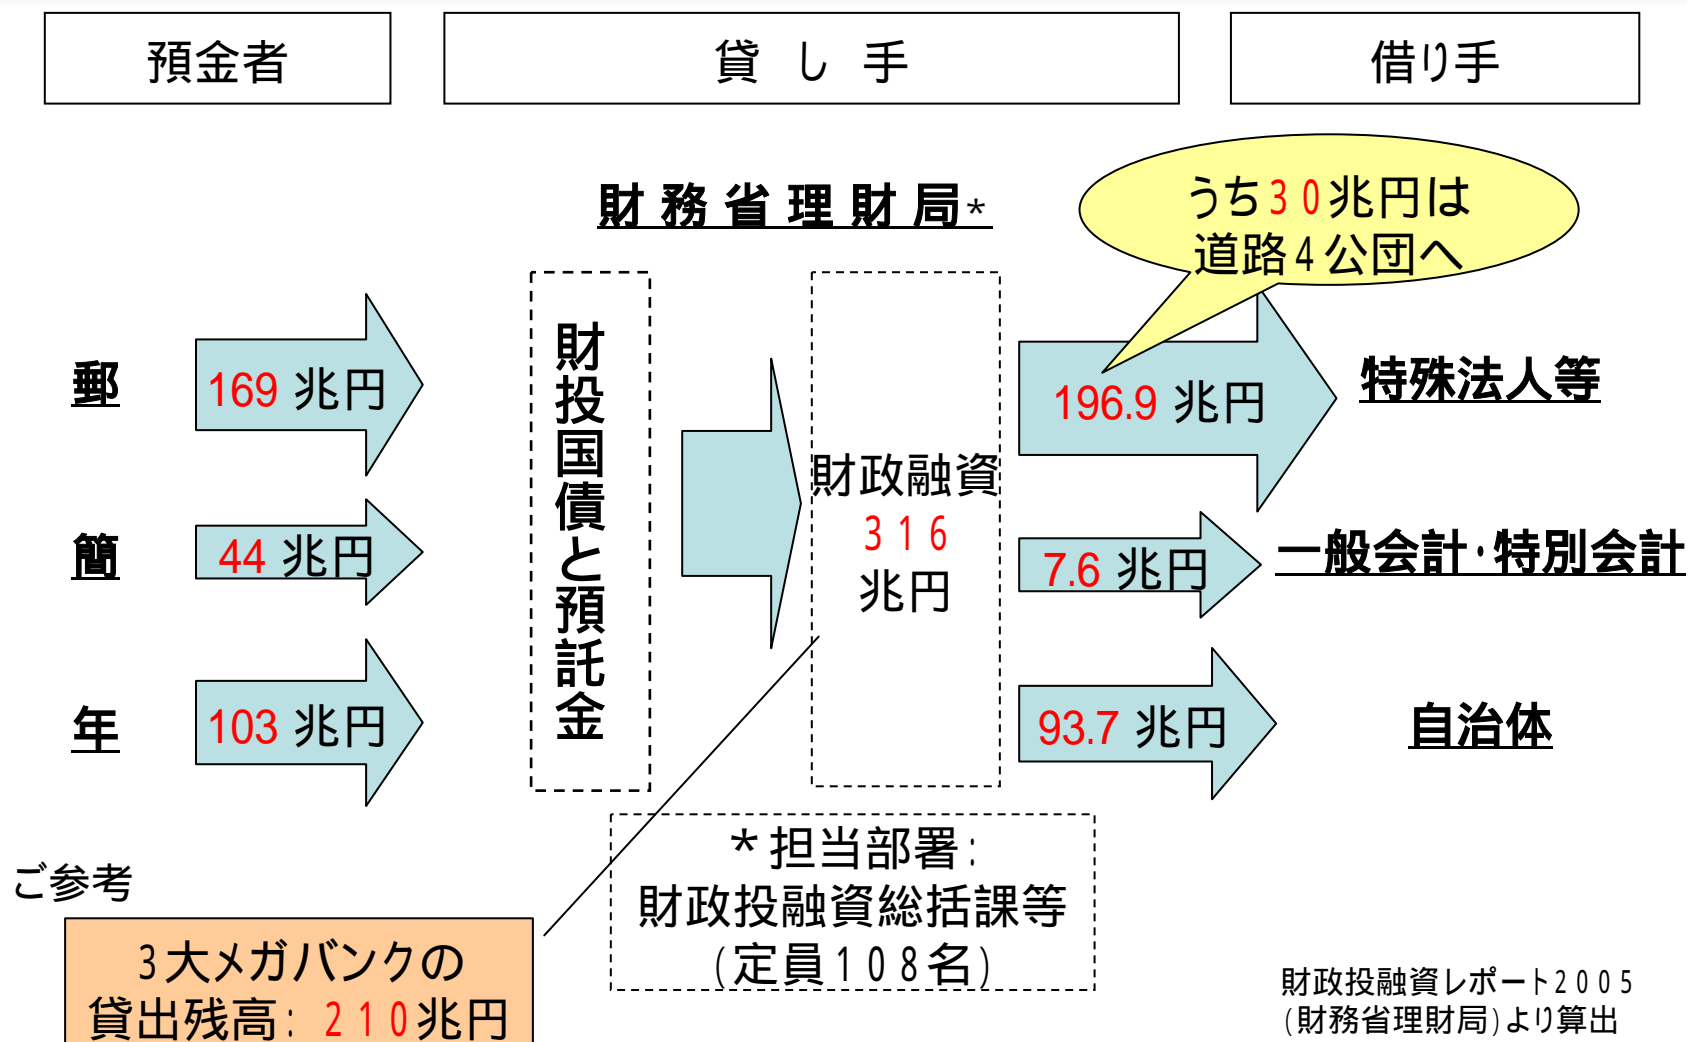 預金者
貸し手
借り手
財務省理財局*
うち30兆円は
道路4公団へ
郵
169 兆円
簡
44 兆円
年
103 兆円
財投国債と預託金
財政融資
316
兆円
196.9 兆円
特殊法人等
7.6 兆円
一般会計・特別会計
93.7 兆円
自治体
*担当部署:
財政投融資総括課等
(定員108名)
ご参考
3大メガバンクの
貸出残高: 210兆円
財政投融資レポート2005
(財務省理財局)より算出